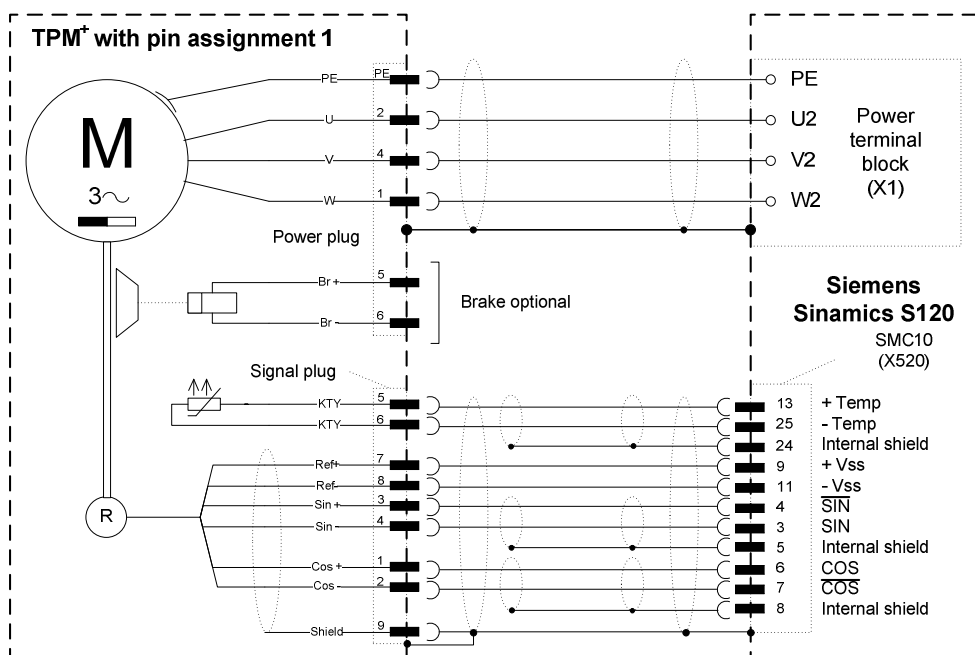 TPM+ with pin assignment 1
M
3~
PE PE PE
U 2 U2
V 4 V2
W 1 W2
Power
terminal
block
(X1)
Power plug
Br + 5
Br - 6
Brake optional
Siemens
Sinamics S120
SMC10
(X520)
Signal plug
KTY 5 13 + Temp
KTY 6 25 - Temp
24 Internal shield
Ref+ 7 9 + Vss
Ref- 8 11 - Vss
Sin + 3 4 SIN
Sin - 4 3 SIN
5 Internal shield
Cos + 1 6 COS
Cos - 2 7 COS
8 Internal shield
Shield 9
R